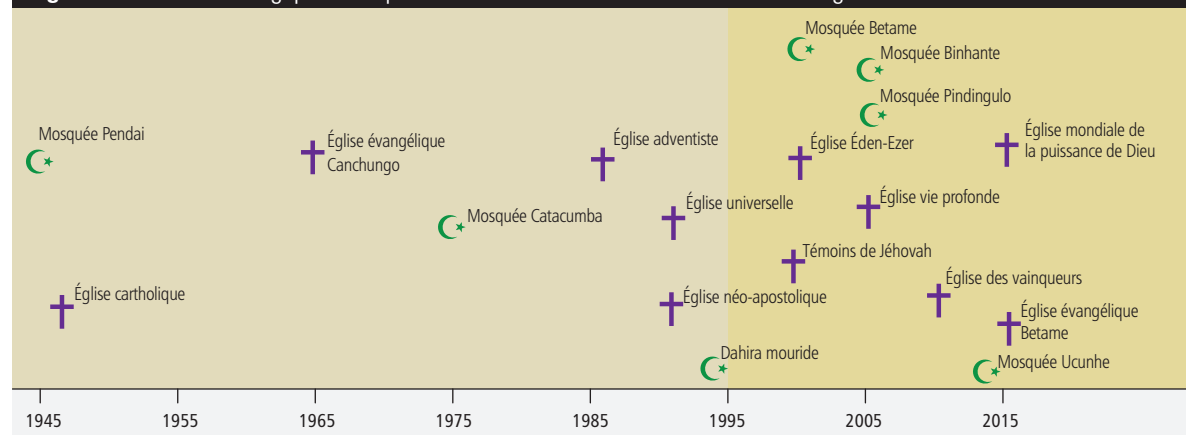 Mosquée Betame
Mosquée Binhante
Mosquée Pindingulo
Mosquée Pendai
Église évangélique
Canchungo
Église adventiste
Église Éden-Ezer
Église mondiale de
la puissance de Dieu
Église universelle
Église vie profonde
Mosquée Catacumba
Témoins de Jéhovah
Église cartholique
Église néo-apostolique
Église des vainqueurs
Église évangélique
Betame
Dahira mouride
Mosquée Ucunhe
1945 1955 1965 1975 1985 1995 2005 2015